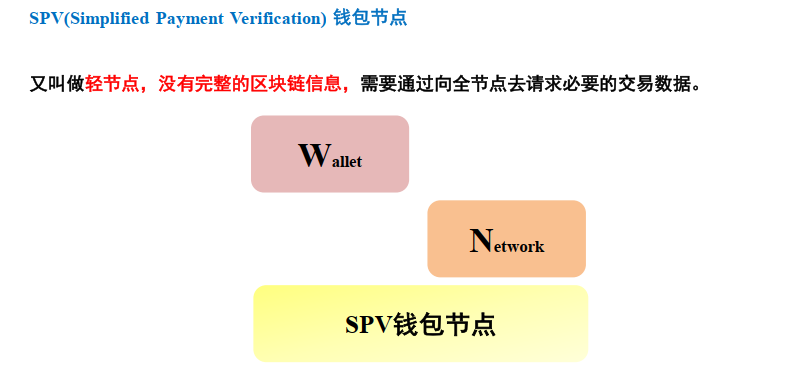 SPV(Simplified Payment Verification) 钱包节点
又叫做轻节点，没有完整的区块链信息，需要通过向全节点去请求必要的交易数据。
Wallet
Network
SPV钱包节点